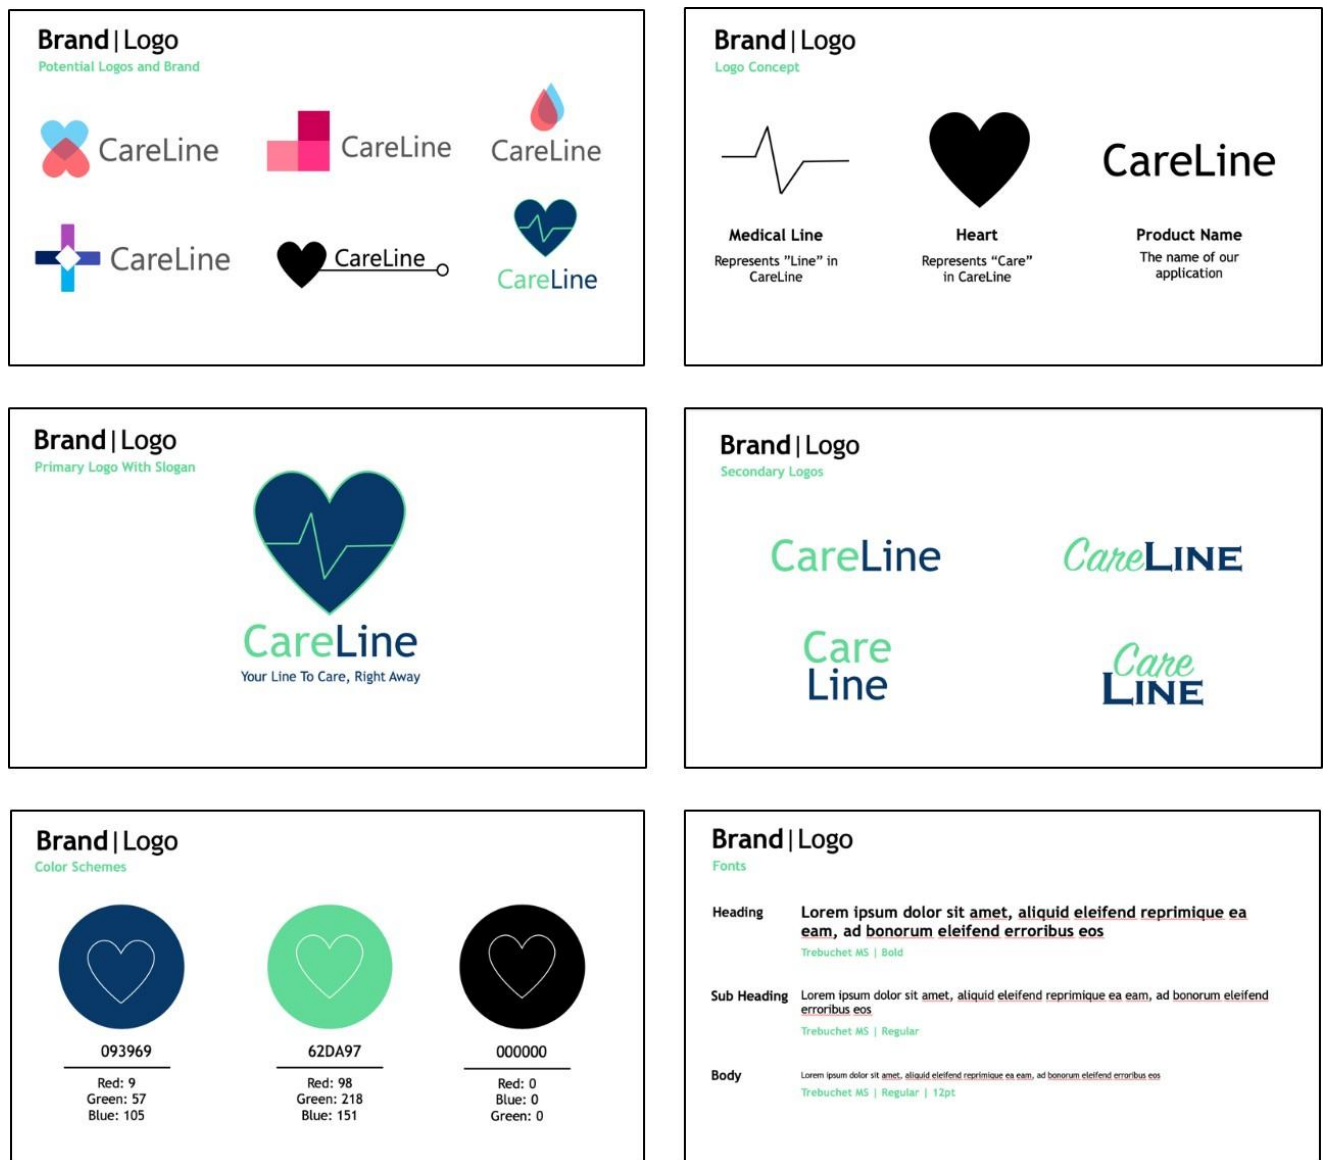 Brand|Logo
Potential Logos and Brand
CareLine
CareLine
CareLine
CareLine
CareLine
CareLine
Brand|Logo
Logo Concept
CareLine
Medical Line
Represents ”Line” in
CareLine
Heart
Represents “Care”
in CareLine
Product Name
The name of our
application
Brand|Logo
Primary Logo With Slogan
CareLine
Your Line To Care, Right Away
Brand|Logo
Secondary Logos
CareLine
CareLINE
Care
Line
Care
LINE
Brand|Logo
Color Schemes
093969
Red: 9
Green: 57
Blue: 105
62DA97
Red: 98
Green: 218
Blue: 151
000000
Red: 0
Blue: 0
Green: 0
Brand|Logo
Fonts
Heading
Lorem ipsum dolor sit amet, aliquid eleifend reprimique ea
eam, ad bonorum eleifend erroribus eos
Trebuchet MS | Bold
Sub Heading
Lorem ipsum dolor sit amet, aliquid eleifend reprimique ea eam, ad bonorum eleifend
erroribus eos
Trebuchet MS | Regular
Body
Lorem ipsum dolor sit amet, aliquid eleifend reprimique ea eam, ad bonorum eleifend erroribus eos
Trebuchet MS | Regular | 12pt